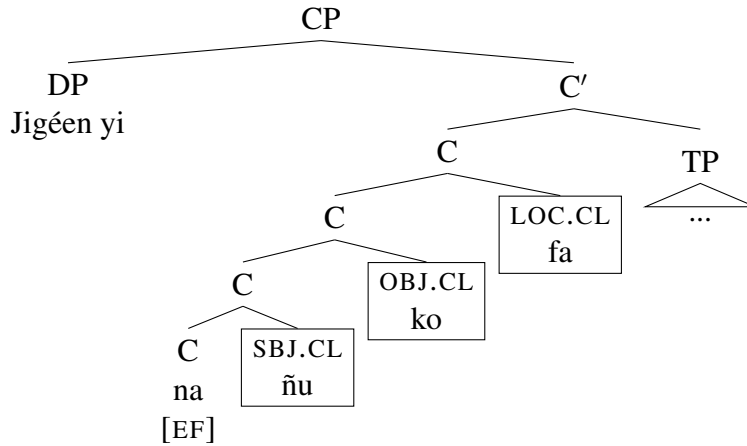 CP
DP
Jigéen yi
C′
C
TP
...
C
LOC.CL
fa
C
OBJ.CL
ko
C
na
[EF]
SBJ.CL
ñu